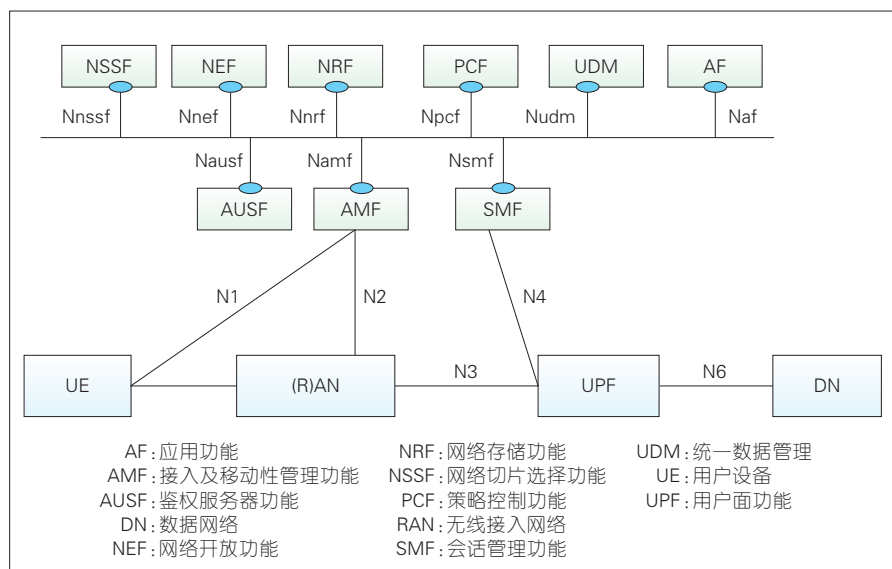 NSSF NEF NRF PCF UDM AF
Nnssf Nnef Nnrf Npcf Nudm Naf
Nausf Namf Nsmf
AUSF AMF SMF
N1 N2 N4
UE (R)AN N3 UPF N6 DN
AF:应用功能 NRF:网络存储功能 UDM:统一数据管理
AMF:接入及移动性管理功能 NSSF:网络切片选择功能 UE:用户设备
AUSF:鉴权服务器功能 PCF:策略控制功能 UPF:用户面功能
DN:数据网络 RAN:无线接入网络
NEF:网络开放功能 SMF:会话管理功能